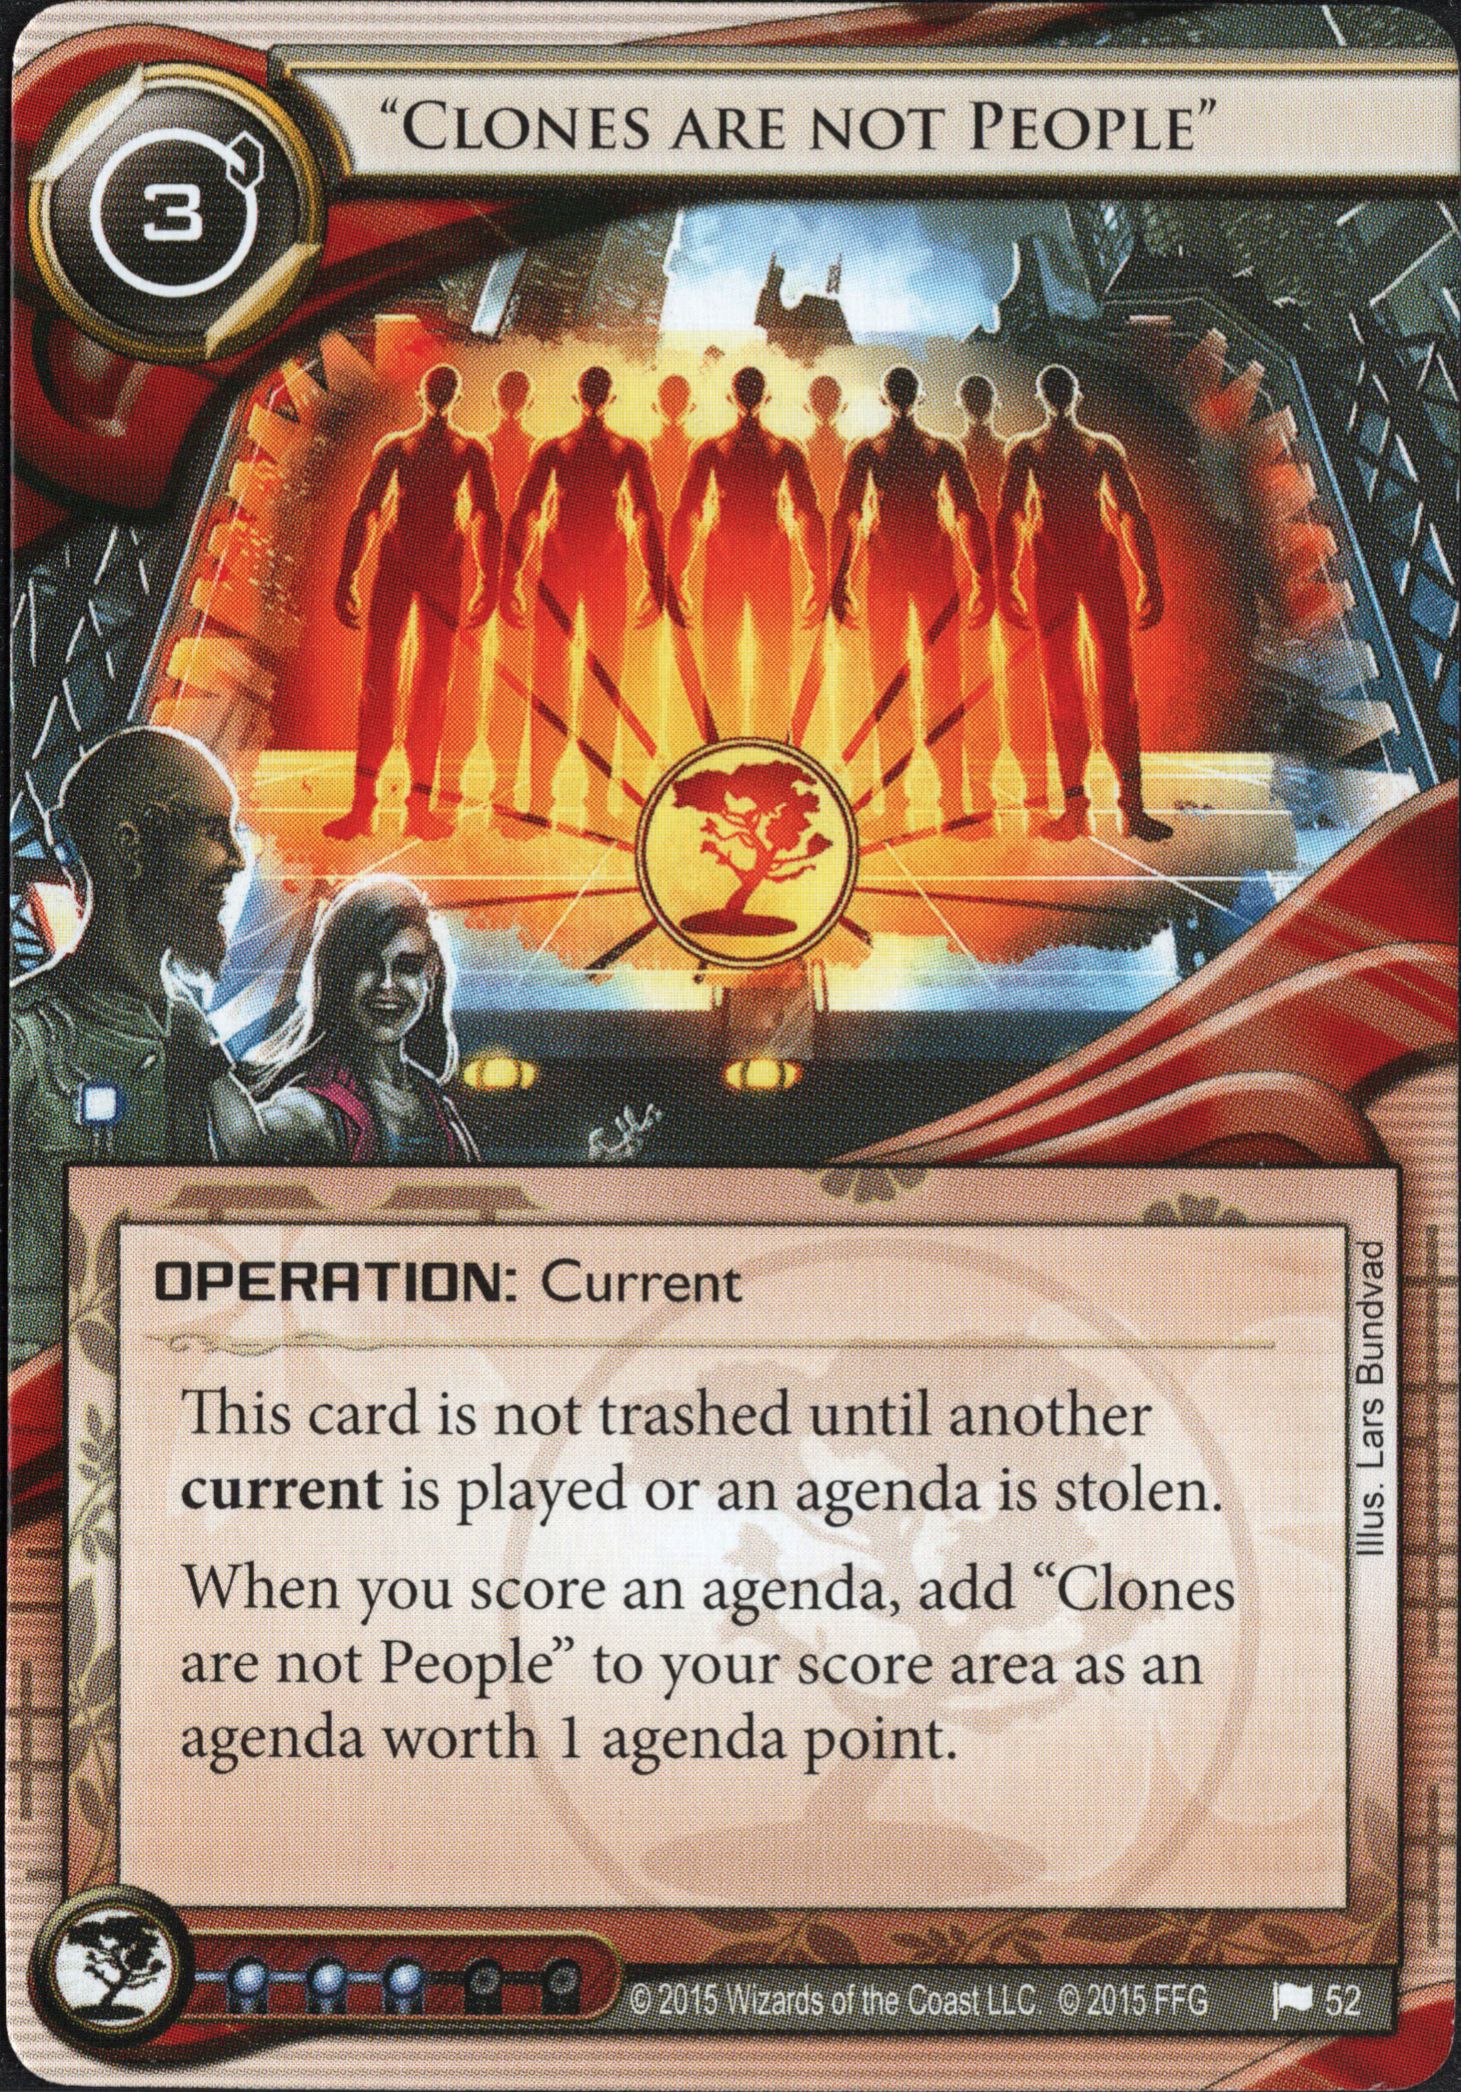 “Clones are not People”
3
OPERATION: Current
This card is not trashed until another
current is played or an agenda is stolen.
When you score an agenda, add “Clones
are not People” to your score area as an
agenda worth 1 agenda point.
Illus. Lars Bundvad
© 2015 Wizards of the Coast LLC © 2015 FFG 52